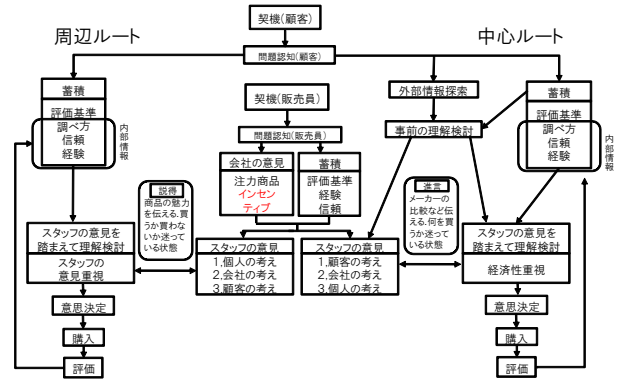 契機(顧客)
周辺ルート
中心ルート
問題認知(顧客)
蓄積
評価基準
調べ方
信頼
経験
内部情報
契機(販売員)
問題認知(販売員)
会社の意見
注力商品
インセン
ティブ
蓄積
評価基準
経験
信頼
外部情報探索
事前の理解検討
蓄積
評価基準
調べ方
信頼
経験
内部情報
説得
商品の魅力
を伝える.買
うか買わな
いか迷って
いる状態
進言
メーカーの
比較など伝
える.何を買
うか迷って
いる状態
スタッフの意見を
踏まえて理解検討
スタッフの
意見重視
スタッフの意見
1,個人の考え
2,会社の考え
3,顧客の考え
スタッフの意見
1,顧客の考え
2,会社の考え
3,個人の考え
スタッフの意見を
踏まえて理解検討
経済性重視
意思決定
購入
評価
意思決定
購入
評価